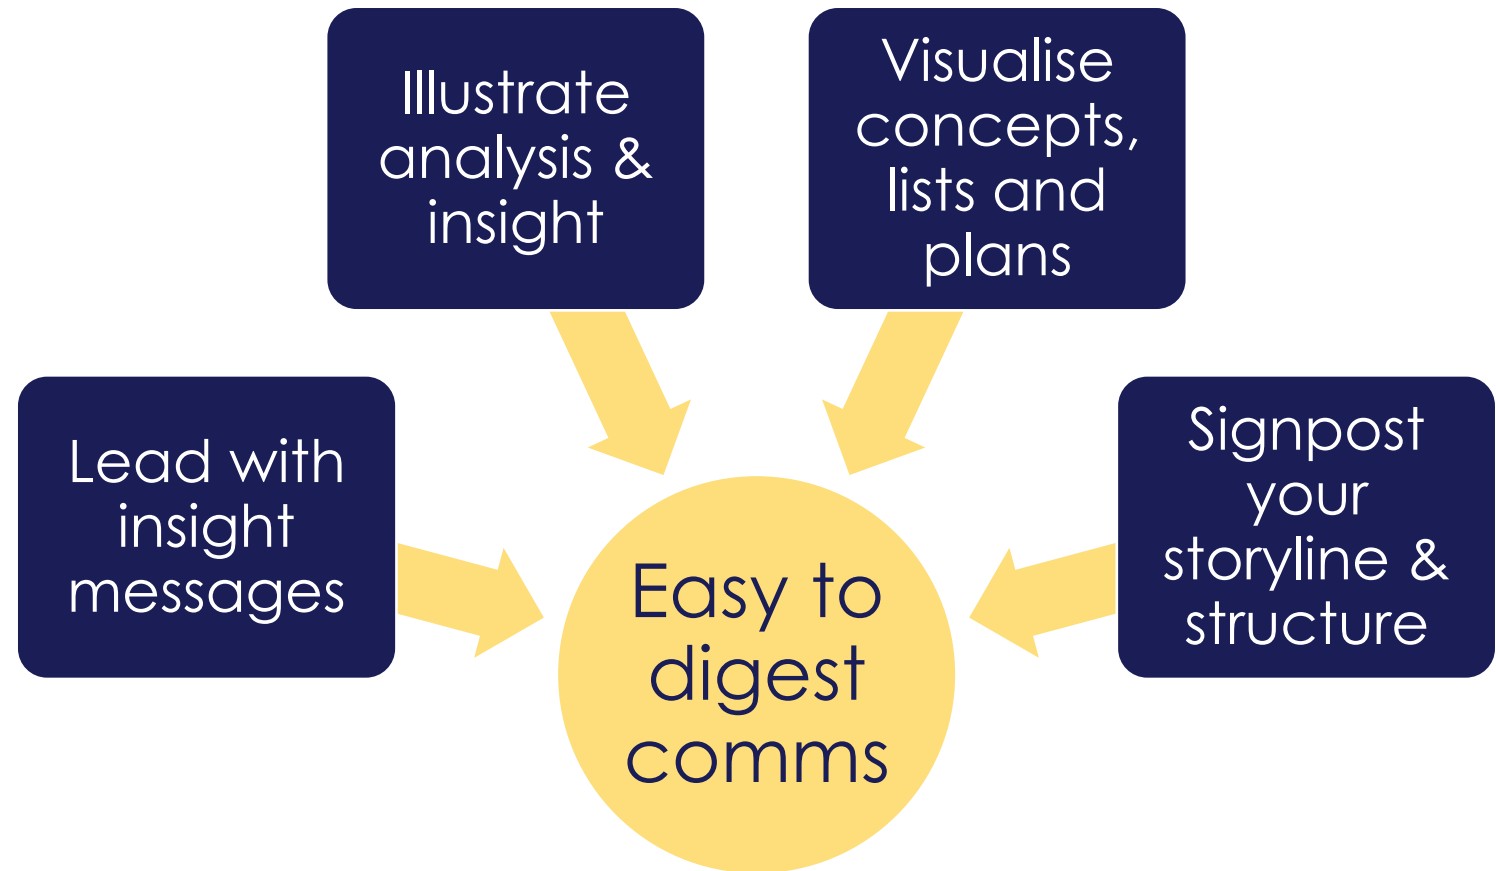 Lead with
insight
messages
Illustrate
analysis &
insight
Visualise
concepts,
lists and
plans
Signpost
your
storyline &
structure
Easy to
digest
comms